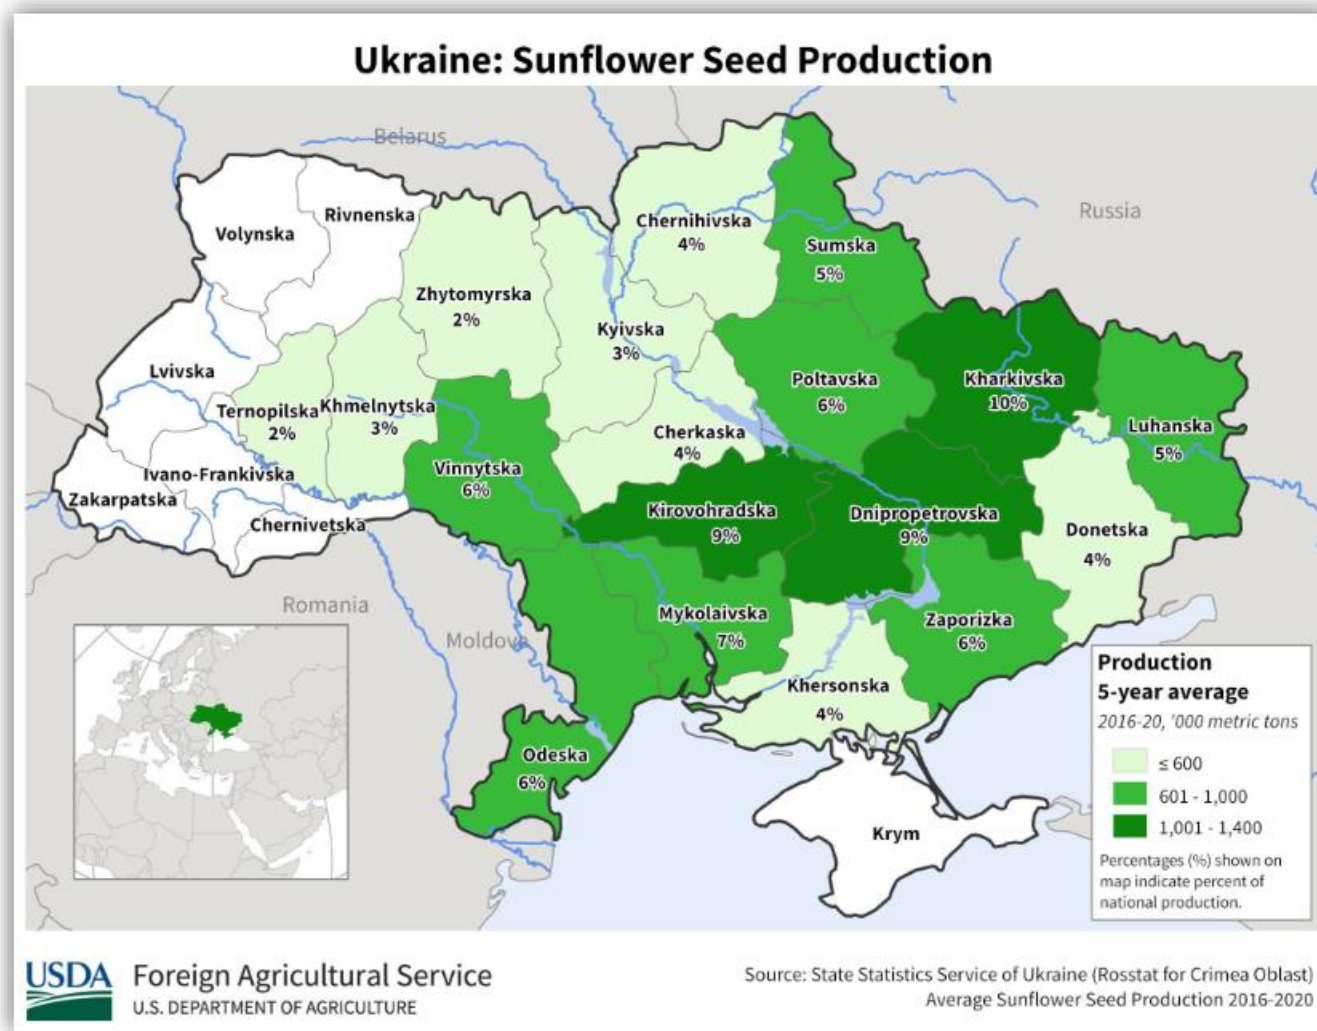 Ukraine: Sunflower Seed Production
Belarus
Russia
Volynska
Rivnenska
Chernihivska
4%
Sumska
5%
Zhytomyrska
2%
Kyivska
3%
Lvivska
Poltavska
6%
Kharkivska
10%
Ternopilska
2%
Khmelnytska
3%
Cherkaska
4%
Luhanska
5%
Vinnytska
6%
Ivano-Frankivska
Zakarpatska
Chernivetska
Kirovohradska
9%
Dnipropetrovska
9%
Donetska
4%
Romania
Moldova
Mykolaivska
7%
Zaporizka
6%
Khersonska
4%
Odeska
6%
Krym
Production
5-year average
2016-20, '000 metric tons
≤ 600
601 - 1,000
1,001 - 1,400
Percentages (%) shown on
map indicate percent of
national production.
USDA
Foreign Agricultural Service
U.S. DEPARTMENT OF AGRICULTURE
Source: State Statistics Service of Ukraine (Rosstat for Crimea Oblast)
Average Sunflower Seed Production 2016-2020